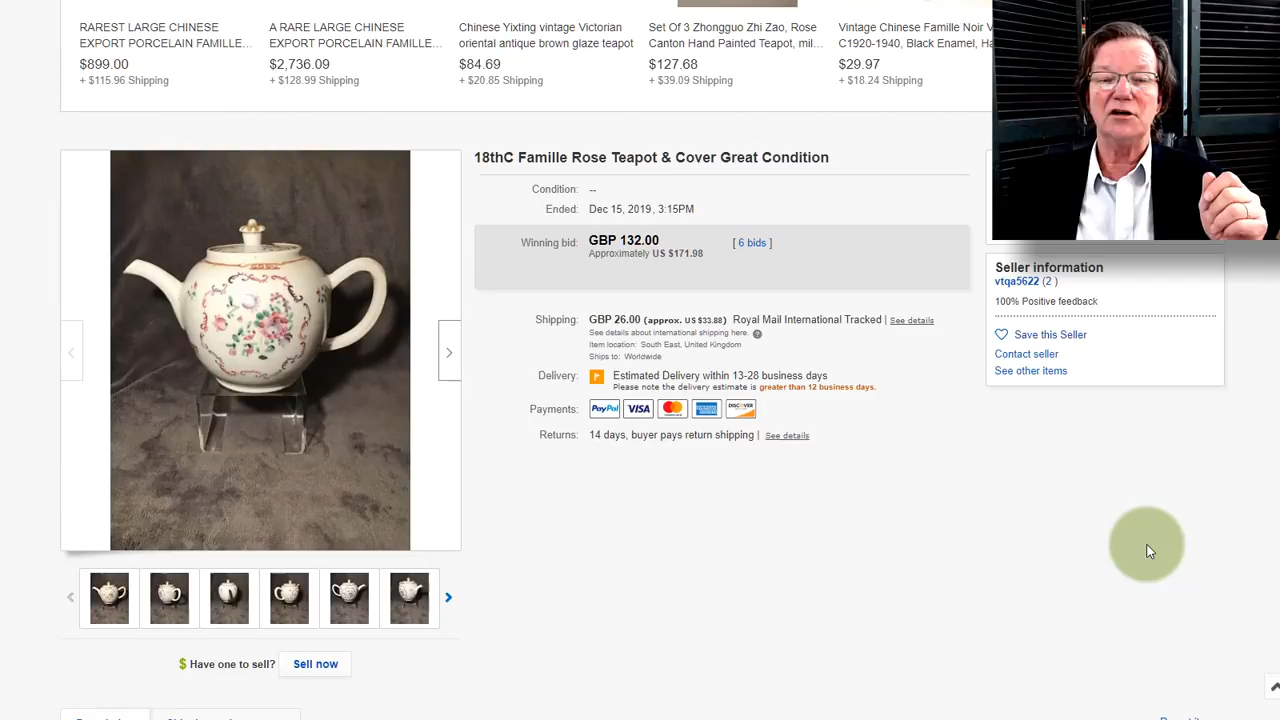 RAREST LARGE CHINESE
EXPORT PORCELAIN FAMILLE...
$899.00
+ $115.96 Shipping
A RARE LARGE CHINESE
EXPORT PORCELAIN FAMILLE...
$2,736.09
+ $128.99 Shipping
Chinese Yixting vintage Victorian
oriental antique brown glaze teapot
$84.69
+ $20.85 Shipping
Set Of 3 Zhongguo Zhi Zao, Rose
Canton Hand Painted Teapot, mil...
$127.68
+ $39.09 Shipping
Vintage Chinese Famille Noir
C1920-1940, Black Enamel,
$29.97
+ $18.24 Shipping
18thC Famille Rose Teapot & Cover Great Condition
Condition: --
Ended: Dec 15, 2019, 3:15PM
Winning bid: GBP 132.00 [ 6 bids ]
Approximately US $171.98
Shipping: GBP 26.00 (approx. US $33.88) Royal Mail International Tracked | See details
See details about international shipping here. ?
Item location: South East, United Kingdom
Ships to: Worldwide
Delivery: Estimated Delivery within 13-28 business days
Please note the delivery estimate is greater than 12 business days.
Payments: PayPal VISA DISCOVER
Returns: 14 days, buyer pays return shipping | See details
Seller information
vtqa5622 (2 )
100% Positive feedback
Save this Seller
Contact seller
See other items
$ Have one to sell? Sell now